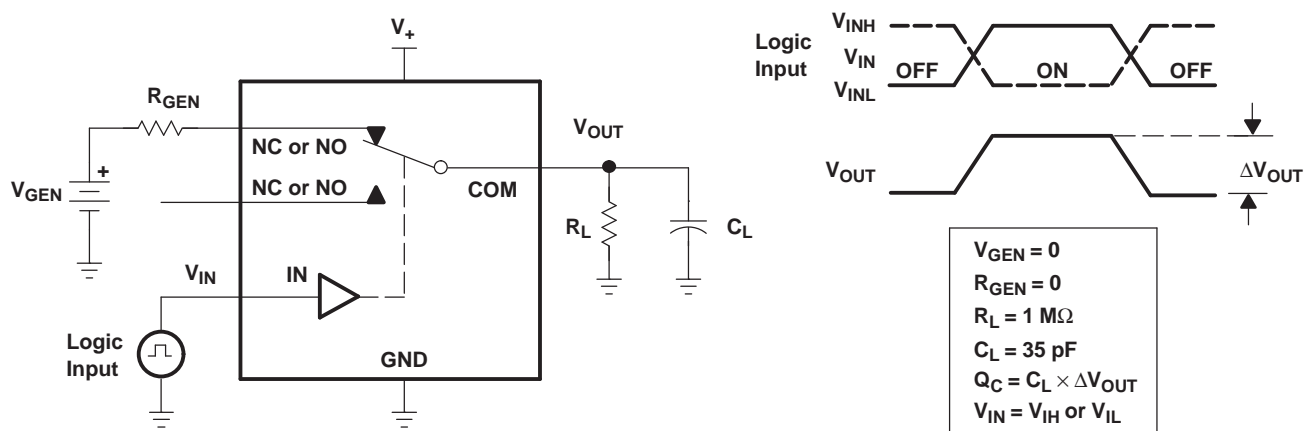 V+
RGEN
NC or NO
VOUT
VGEN
+
NC or NO
COM
RL
CL
VIN
IN
Logic
Input
GND
Logic
Input
VINH
VIN
VINL
OFF
ON
OFF
VOUT
ΔVOUT
VGEN = 0
RGEN = 0
RL = 1 MΩ
CL = 35 pF
QC = CL × ΔVOUT
VIN = VIH or VIL